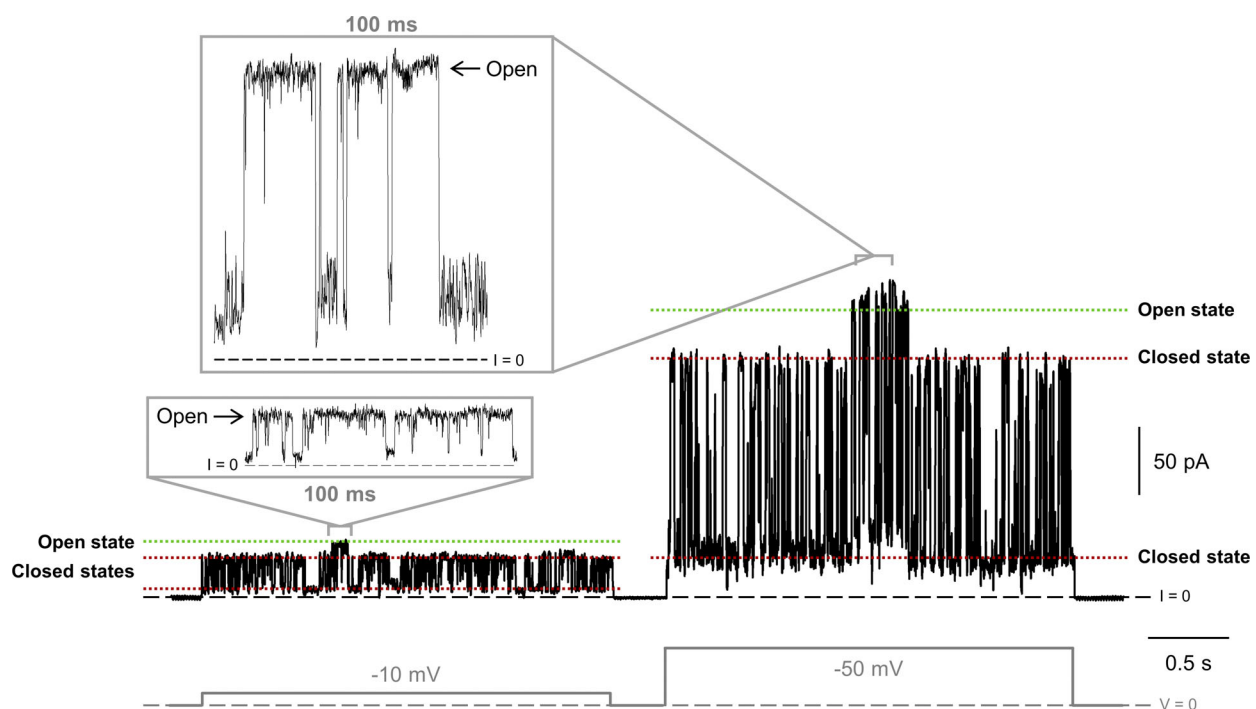 100 ms
Open
I = 0
Open state
Closed state
Open
I = 0
50 pA
100 ms
Open state
Closed states
Closed state
I = 0
0.5 s
-10 mV
-50 mV
V = 0